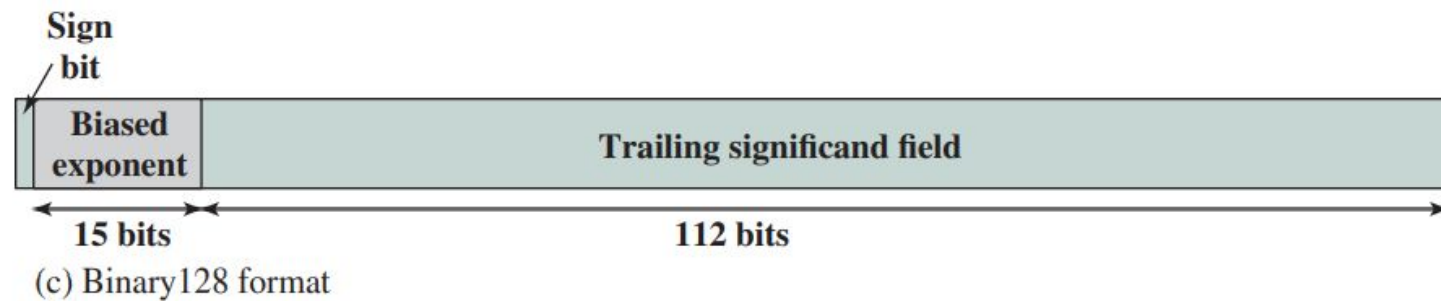 Sign
bit
Biased
exponent
Trailing significand field
15 bits
112 bits
(c) Binary128 format